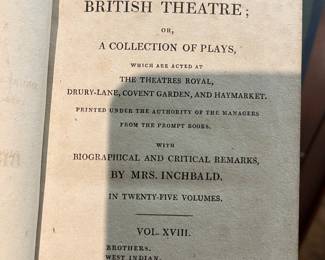 BRITISH THEATRE;
OR,
A COLLECTION OF PLAYS,
WHICH ARE ACTED AT
THE THEATRES ROYAL,
DRURY-LANE, COVENT GARDEN, AND HAYMARKET.
PRINTED UNDER THE AUTHORITY OF THE MANAGERS
FROM THE PROMPT BOOKS.
WITH
BIOGRAPHICAL AND CRITICAL REMARKS,
BY MRS. INCHBALD.
IN TWENTY-FIVE VOLUMES.
VOL. XVIII.
BROTHERS.
WEST INDIAN.